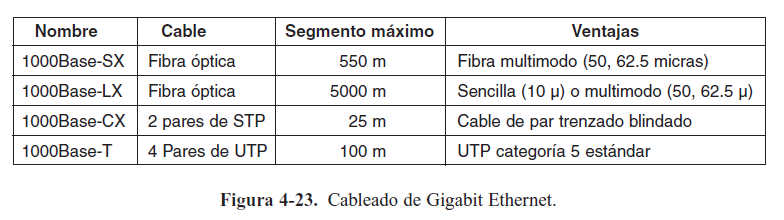 Nombre Cable Segmento máximo Ventajas
1000Base-SX Fibra óptica 550 m Fibra multimodo (50, 62.5 micras)
1000Base-LX Fibra óptica 5000 m Sencilla (10 µ) o multimodo (50, 62.5 µ)
1000Base-CX 2 pares de STP 25 m Cable de par trenzado blindado
1000Base-T 4 Pares de UTP 100 m UTP categoría 5 estándar
Figura 4-23. Cableado de Gigabit Ethernet.